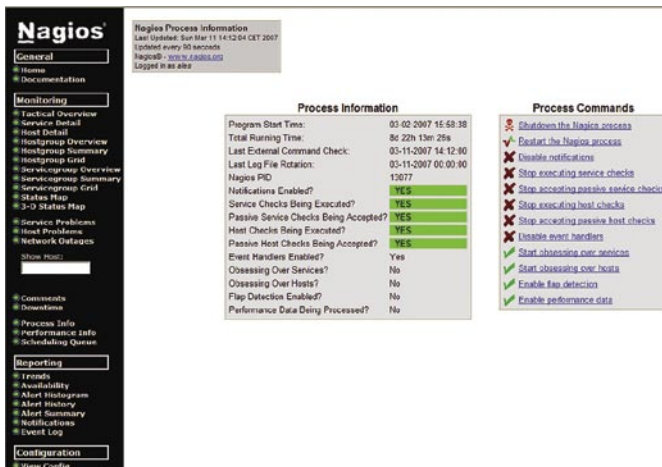 Nagios®
General
Home
Documentation
Monitoring
Tactical Overview
Service Detail
Host Detail
Hostgroup Overview
Hostgroup Summary
Hostgroup Grid
Servicegroup Overview
Servicegroup Summary
Servicegroup Grid
Status Map
3-D Status Map
Service Problems
Host Problems
Network Outages
Show Host:
Comments
Downtime
Process Info
Performance Info
Scheduling Queue
Reporting
Trends
Availability
Alert Histogram
Alert History
Alert Summary
Notifications
Event Log
Configuration
View Config
Nagios Process Information
Last Updated: Sun Mar 11 14:12:04 CET 2007
Updated every 90 seconds
Nagios® - www.nagios.org
Logged in as
Process Information
Program Start Time: 03-02-2007 15:58:38
Total Running Time: 8d 22h 13m 26s
Last External Command Check: 03-11-2007 14:12:00
Last Log File Rotation: 03-11-2007 00:00:00
Nagios PID 13077
Notifications Enabled? YES
Service Checks Being Executed? YES
Passive Service Checks Being Accepted? YES
Host Checks Being Executed? YES
Passive Host Checks Being Accepted? YES
Event Handlers Enabled? Yes
Obsessing Over Services? No
Obsessing Over Hosts? No
Flap Detection Enabled? No
Performance Data Being Processed? No
Process Commands
Shutdown the Nagios process
Restart the Nagios process
Disable notifications
Stop executing service checks
Stop accepting passive service checks
Stop executing host checks
Stop accepting passive host checks
Disable event handlers
Start obsessing over services
Start obsessing over hosts
Enable flap detection
Enable performance data